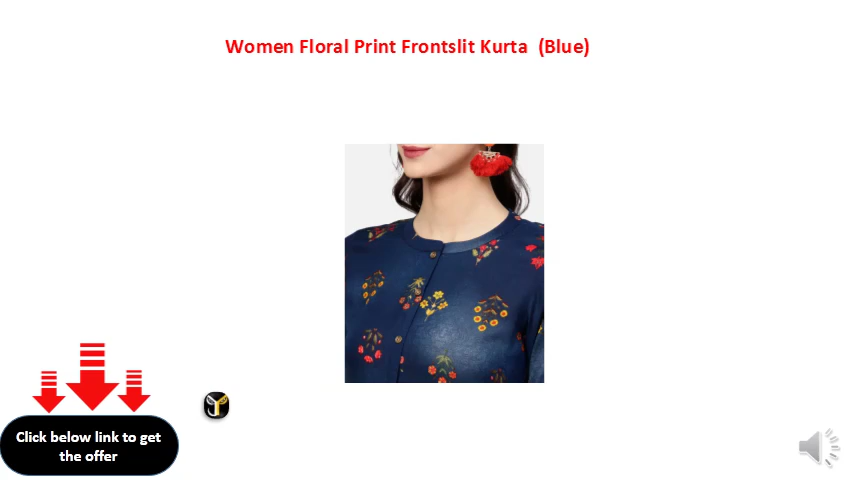 Women Floral Print Frontslit Kurta  (Blue)
Click below link to get
the offer